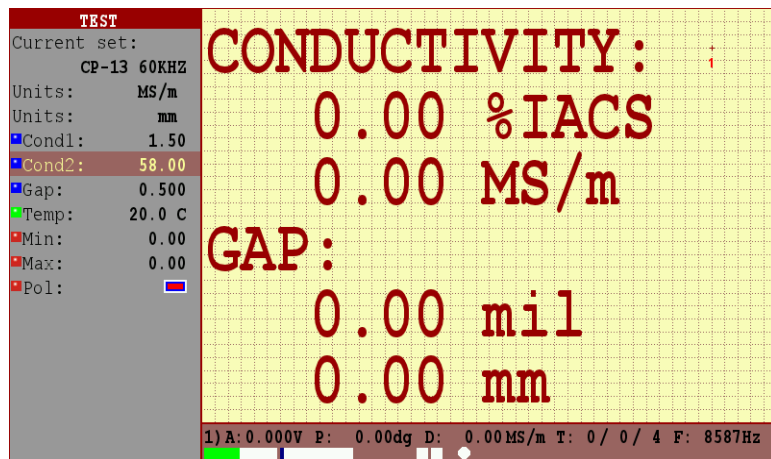 TEST
Current set:
CP-13 60KHZ
Units: MS/m
Units: mm
Cond1: 1.50
Cond2: 58.00
Gap: 0.500
Temp: 20.0 C
Min: 0.00
Max: 0.00
Pol:
CONDUCTIVITY:
1
0.00 %IACS
0.00 MS/m
GAP:
0.00 mil
0.00 mm
1)A:0.000V P: 0.00dg D: 0.00MS/m T: 0/ 0/ 4 F: 8587Hz